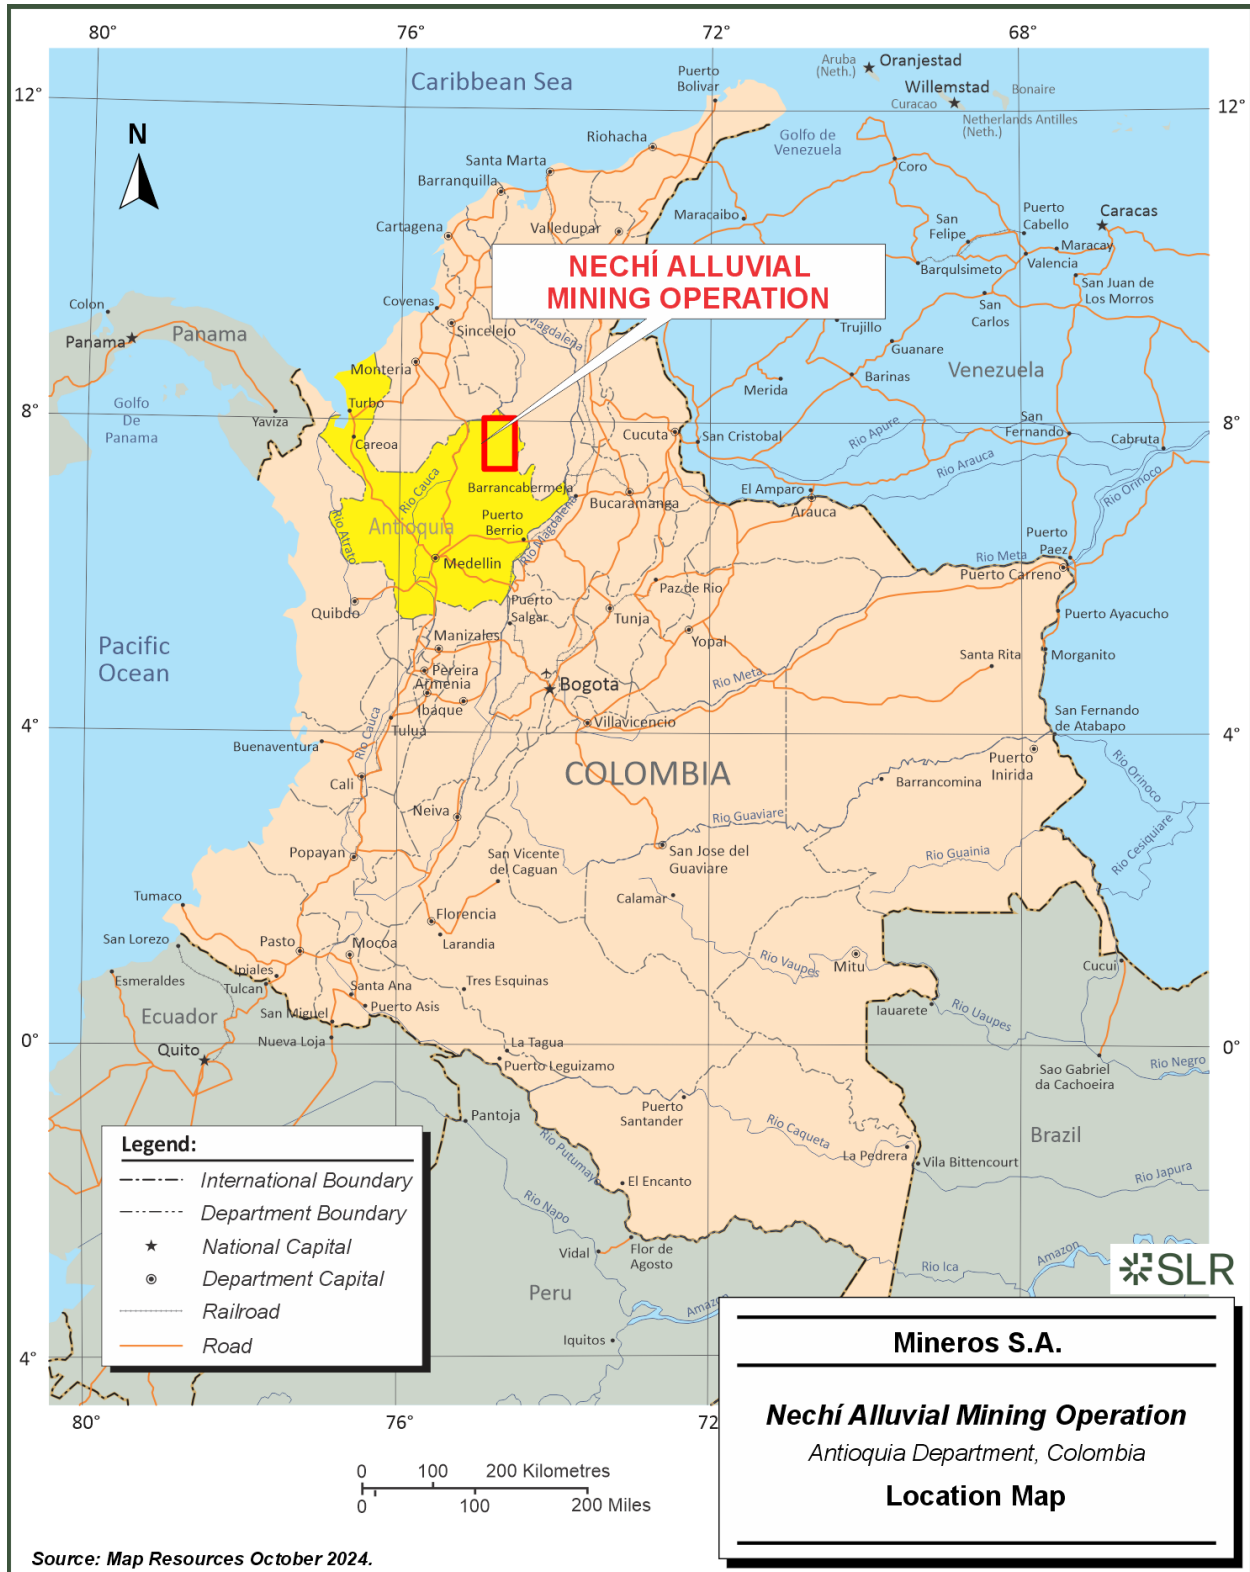 80°
76°
72°
68°
12°
12°
Caribbean Sea
Puerto
Bolivar
Aruba
(Neth.)
Oranjestad
Willemstad
Curacao
Bonaire
Netherlands Antilles
(Neth.)
N
Riohacha
Golfo de
Venezuela
Santa Marta
Barranquilla
Coro
Cartagena
Valledupar
Maracaibo
San
Felipe
Puerto
Cabello
Caracas
Maracay
Valencia
Barqulsimeto
San Juan de
Los Morros
San
Carlos
NECHÍ ALLUVIAL
MINING OPERATION
Covenas
Sincelejo
Magdalena
Trujillo
Guanare
Colon
Panama
Panama
Monteria
Merida
Barinas
Venezuela
8°
8°
Golfo
De
Panama
Yaviza
Turbo
Careoa
Cucuta
San Cristobal
Rio Apure
San
Fernando
Cabruta
Rio Arauca
Rio Orinoco
Rio Cauca
Barrancabermeja
Bucaramanga
El Amparo
Arauca
Antioquia
Puerto
Berrio
Rio Magdalena
Rio Atrato
Medellin
Puerto
Paez
Rio Meta
Puerto Carreno
Quibdo
Puerto
Salgar
Paz de Rio
Tunja
Puerto Ayacucho
Pacific
Ocean
Manizales
Yopal
Santa Rita
Morganito
Pereira
Armenia
Bogota
Rio Meta
Ibaque
Tulua
Rio Cauca
Villavicencio
San Fernando
de Atabapo
4°
4°
Buenaventura
Cali
COLOMBIA
Puerto
Inirida
Barrancomina
Rio Orinoco
Neiva
Rio Guaviare
Rio Cesiquiare
Popayan
San Vicente
del Caguan
San Jose del
Guaviare
Rio Guainia
Calamar
Tumaco
Florencia
Larandia
San Lorezo
Pasto
Mocoa
Rio Vaupes
Mitu
Cucui
Esmeraldes
Ipiales
Tulcan
Santa Ana
Puerto Asis
Tres Esquinas
Iauarete
Rio Uaupes
Ecuador
San Miguel
0°
0°
Quito
Nueva Loja
La Tagua
Puerto Leguizamo
Rio Negro
Sao Gabriel
da Cachoeira
Pantoja
Puerto
Santander
Rio Caqueta
Brazil
La Pedrera
Vila Bittencourt
Rio Putumayo
El Encanto
Rio Japura
Rio Napo
Vidal
Flor de
Agosto
Rio Ica
Amazon
Peru
Amazon
Iquitos
4°
80°
76°
72
Legend:
International Boundary
Department Boundary
National Capital
Department Capital
Railroad
Road
SLR
Mineros S.A.
Nechí Alluvial Mining Operation
Antioquia Department, Colombia
Location Map
0 100 200 Kilometres
0 100 200 Miles
Source: Map Resources October 2024.